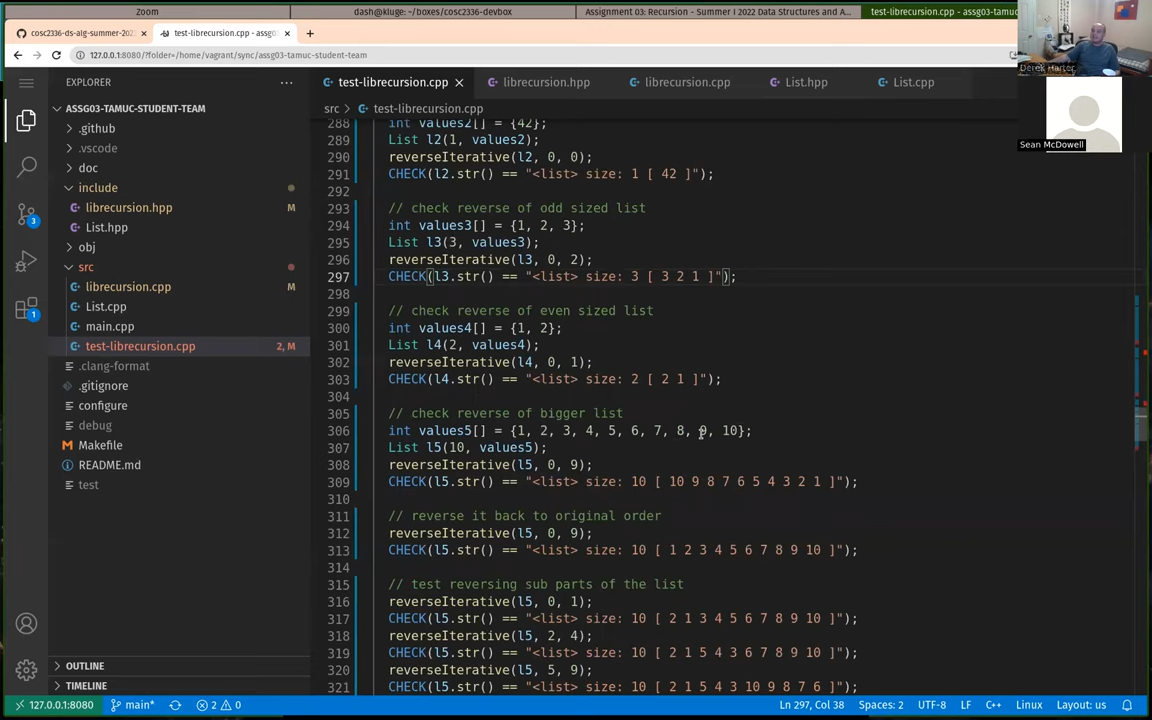 Zoom
dash@kluge: ~/boxes/cosc2336-devbox
Assignment 03: Recursion - Summer I 2022 Data Structures and A...
test-librecursion.cpp - assg03-tamuc
cosc2336-ds-alg-summer-202
test-librecursion.cpp - assg0
127.0.0.1:8080/?folder=/home/vagrant/sync/assg03-tamuc-student-team
Derek Harter
Sean McDowell
EXPLORER
ASSG03-TAMUC-STUDENT-TEAM
.github
.vscode
doc
include
librecursion.hpp M
List.hpp
obj
src
librecursion.cpp M
List.cpp
main.cpp
test-librecursion.cpp 2, M
.clang-format
.gitignore
configure
debug
Makefile
README.md
test
OUTLINE
TIMELINE
3
1
test-librecursion.cpp
librecursion.hpp
librecursion.cpp
List.hpp
List.cpp
src > test-librecursion.cpp
288 int values2[] = {42};
289 List l2(1, values2);
290 reverseIterative(l2, 0, 0);
291 CHECK(l2.str() == "<list> size: 1 [ 42 ]");
292
293 // check reverse of odd sized list
294 int values3[] = {1, 2, 3};
295 List l3(3, values3);
296 reverseIterative(l3, 0, 2);
297 CHECK(l3.str() == "<list> size: 3 [ 3 2 1 ]");
298
299 // check reverse of even sized list
300 int values4[] = {1, 2};
301 List l4(2, values4);
302 reverseIterative(l4, 0, 1);
303 CHECK(l4.str() == "<list> size: 2 [ 2 1 ]");
304
305 // check reverse of bigger list
306 int values5[] = {1, 2, 3, 4, 5, 6, 7, 8, 9, 10};
307 List l5(10, values5);
308 reverseIterative(l5, 0, 9);
309 CHECK(l5.str() == "<list> size: 10 [ 10 9 8 7 6 5 4 3 2 1 ]");
310
311 // reverse it back to original order
312 reverseIterative(l5, 0, 9);
313 CHECK(l5.str() == "<list> size: 10 [ 1 2 3 4 5 6 7 8 9 10 ]");
314
315 // test reversing sub parts of the list
316 reverseIterative(l5, 0, 1);
317 CHECK(l5.str() == "<list> size: 10 [ 2 1 3 4 5 6 7 8 9 10 ]");
318 reverseIterative(l5, 2, 4);
319 CHECK(l5.str() == "<list> size: 10 [ 2 1 5 4 3 6 7 8 9 10 ]");
320 reverseIterative(l5, 5, 9);
321 CHECK(l5.str() == "<list> size: 10 [ 2 1 5 4 3 10 9 8 7 6 ]");
127.0.0.1:8080 main* 2 0 Ln 297, Col 38 Spaces: 2 UTF-8 LF C++ Linux Layout: us